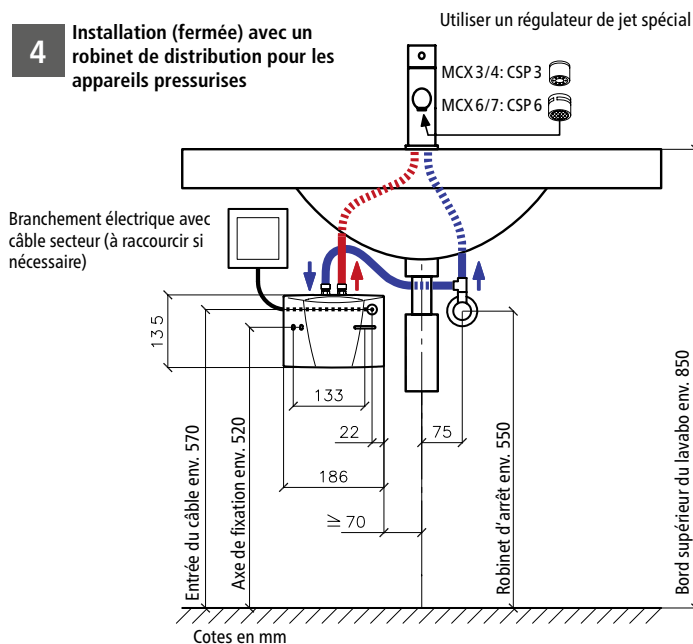 4
Installation (fermée) avec un
robinet de distribution pour les
appareils pressurises
Utiliser un régulateur de jet spécial
MCX 3/4: CSP 3
MCX 6/7: CSP 6
Branchement électrique avec
câble secteur (à raccourcir si
nécessaire)
135
133
22
75
186
≥ 70
Entrée du câble env. 570
Axe de fixation env. 520
Robinet d’arrêt env. 550
Bord supérieur du lavabo env. 850
Cotes en mm